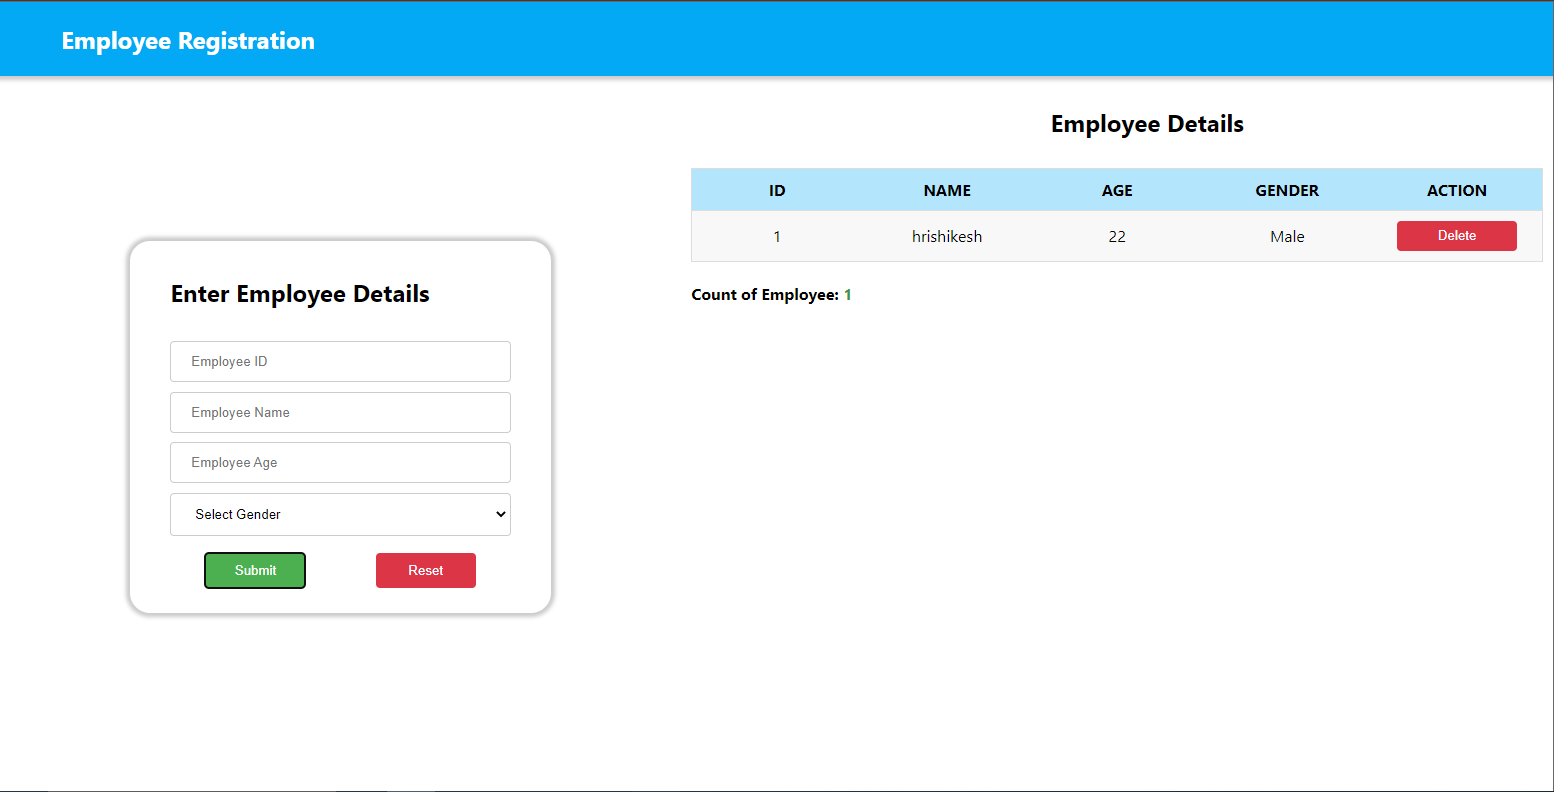 Employee Registration
Enter Employee Details
Employee ID
Employee Name
Employee Age
Select Gender
Submit Reset
Employee Details
ID NAME AGE GENDER ACTION
1 hrishikesh 22 Male Delete
Count of Employee: 1